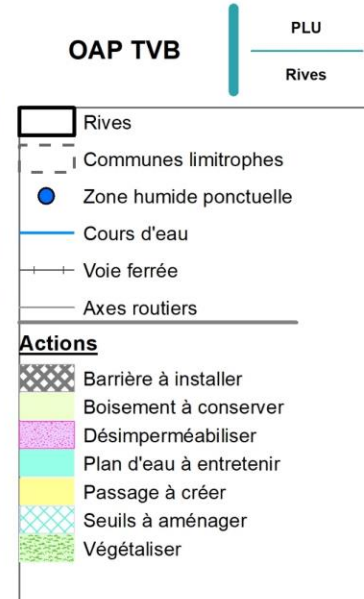 OAP TVB
PLU
Rives
Rives
Communes limitrophes
Zone humide ponctuelle
Cours d'eau
Voie ferrée
Axes routiers
Actions
Barrière à installer
Boisement à conserver
Désimperméabiliser
Plan d'eau à entretenir
Passage à créer
Seuils à aménager
Végétaliser